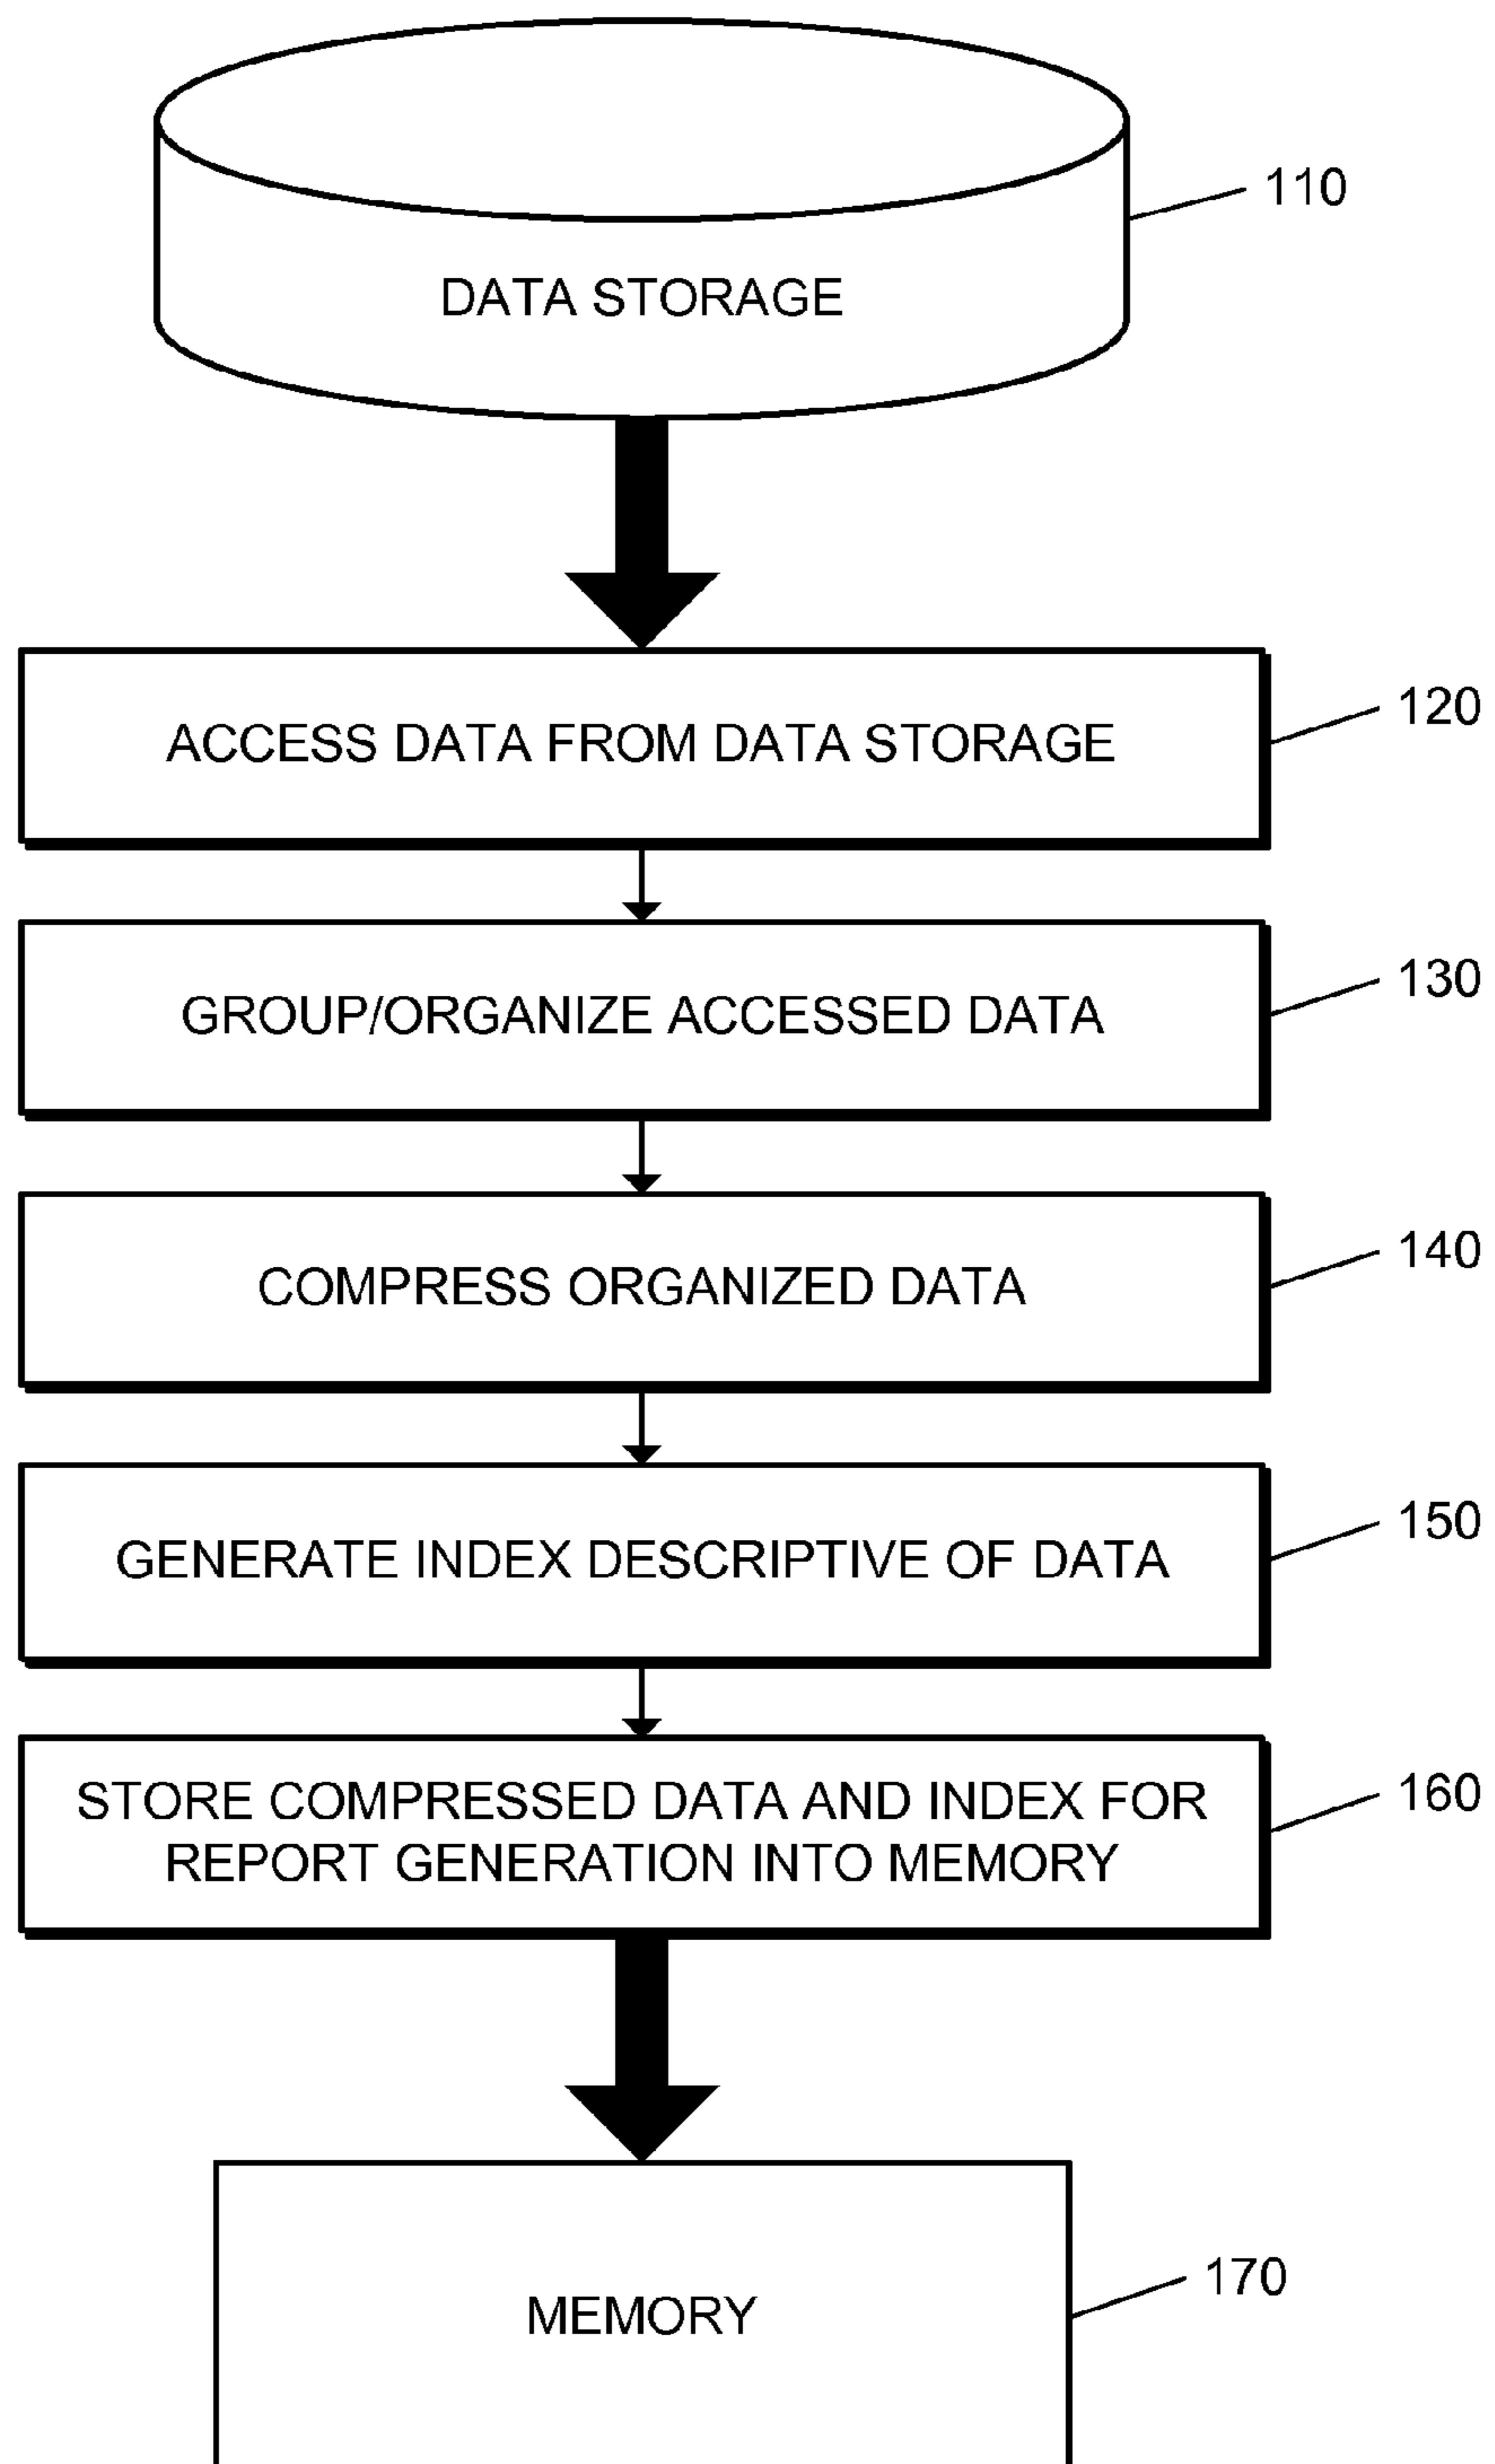 110
DATA STORAGE
120
ACCESS DATA FROM DATA STORAGE
130
GROUP/ORGANIZE ACCESSED DATA
140
COMPRESS ORGANIZED DATA
150
GENERATE INDEX DESCRIPTIVE OF DATA
160
STORE COMPRESSED DATA AND INDEX FOR
REPORT GENERATION INTO MEMORY
170
MEMORY